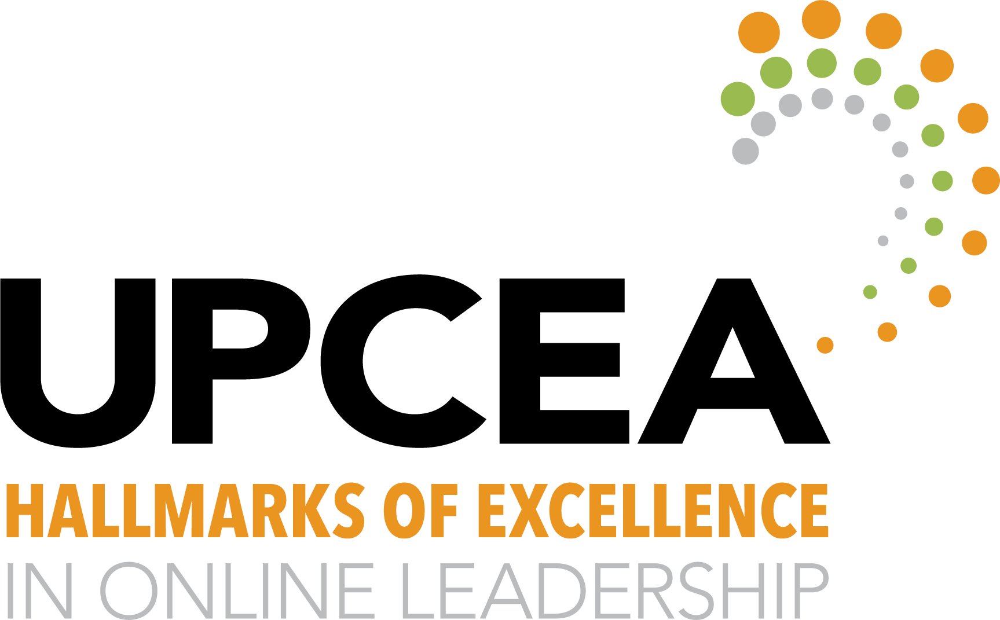 UPCEA
HALLMARKS OF EXCELLENCE
IN ONLINE LEADERSHIP